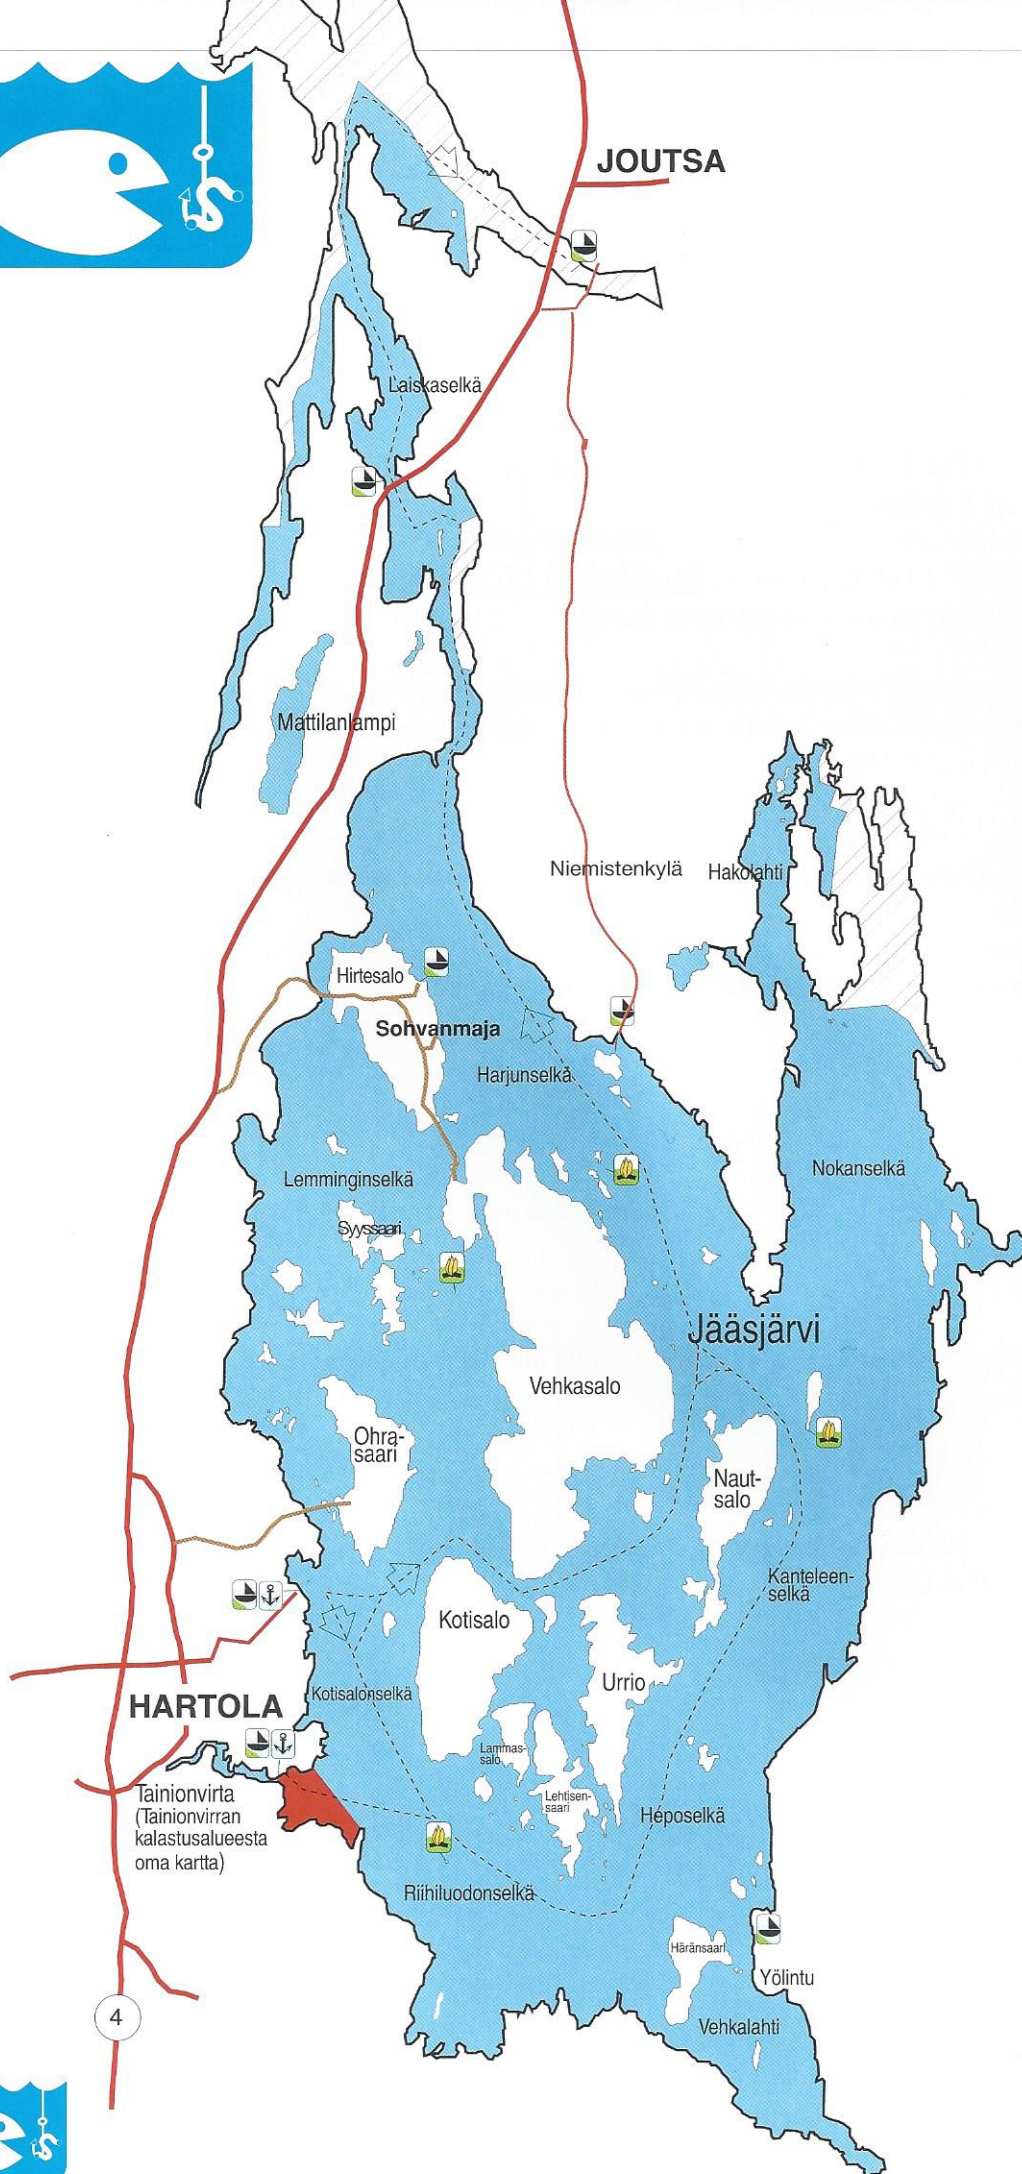 JOUTSA
Laiskaselkä
Mattilanlampi
Niemistenkylä
Hakolahti
Hirtesalo
Sohvanmaja
Harjunselkä
Nokanselkä
Lemminginselkä
Syyssaari
Jääsjärvi
Vehkasalo
Ohra-
saari
Naut-
salo
Kanteleen-
selkä
Kotisalo
Urrio
Kotisalonselkä
HARTOLA
Lammas-
salo
Lehtisen-
saari
Tainionvirta
(Tainionvirran
kalastusalueesta
oma kartta)
Heposelkä
Riihiluodonselkä
Häränsaari
Yölintu
4
Vehkalahti